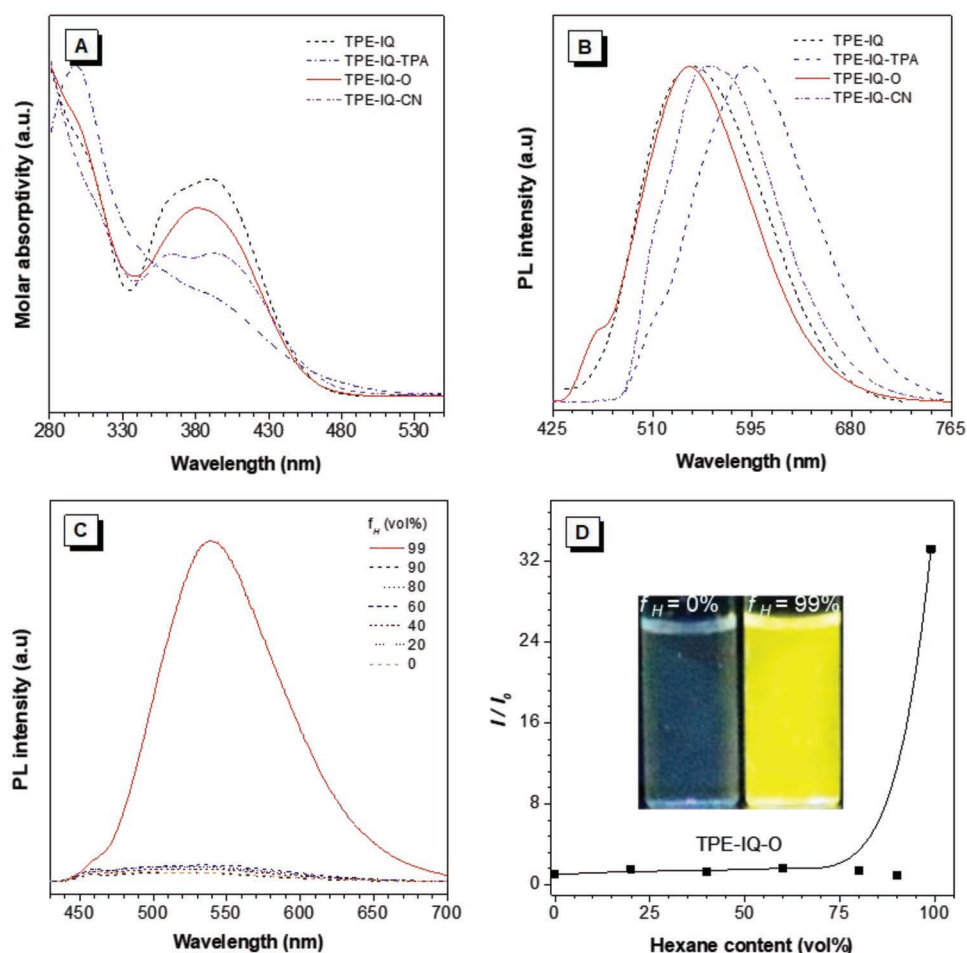 A
TPE-IQ
TPE-IQ-TPA
TPE-IQ-O
TPE-IQ-CN
Molar absorptivity (a.u.)
280 330 380 430 480 530
Wavelength (nm)
B
TPE-IQ
TPE-IQ-TPA
TPE-IQ-O
TPE-IQ-CN
PL intensity (a.u)
425 510 595 680 765
Wavelength (nm)
C
f_H (vol%)
99
90
80
60
40
20
0
PL intensity (a.u)
450 500 550 600 650 700
Wavelength (nm)
D
32
24
16
8
0
I / I_0
f_H = 0% f_H = 99%
TPE-IQ-O
0 25 50 75 100
Hexane content (vol%)